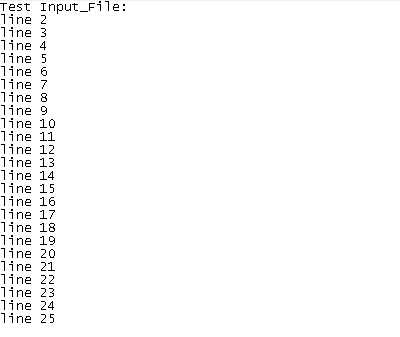 Test Input_File:
line 2
line 3
line 4
line 5
line 6
line 7
line 8
line 9
line 10
line 11
line 12
line 13
line 14
line 15
line 16
line 17
line 18
line 19
line 20
line 21
line 22
line 23
line 24
line 25